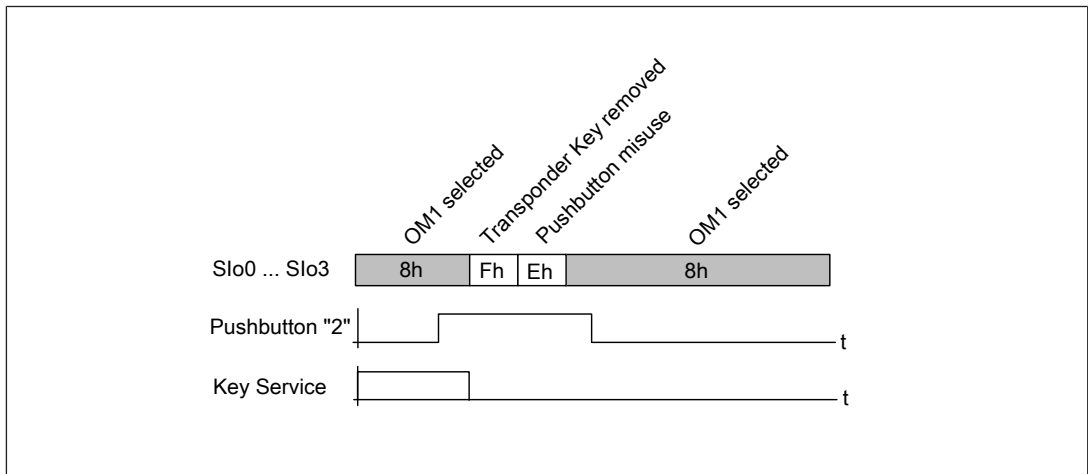 OM1 selected
Transponder Key removed
Pushbutton misuse
OM1 selected
SIo0 ... SIo3
8h
Fh
Eh
8h
Pushbutton "2"
t
Key Service
t